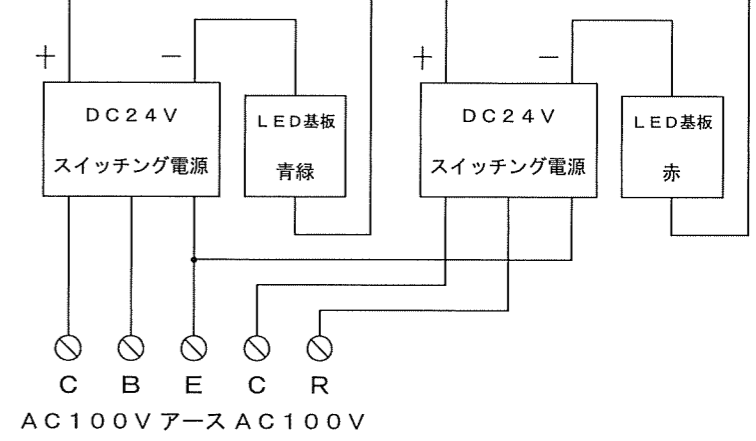 ＋ － ＋ －
ＤＣ２４Ｖ
スイッチング電源
ＬＥＤ基板
青緑
ＤＣ２４Ｖ
スイッチング電源
ＬＥＤ基板
赤
Ｃ Ｂ Ｅ Ｃ Ｒ
ＡＣ１００Ｖ アース ＡＣ１００Ｖ